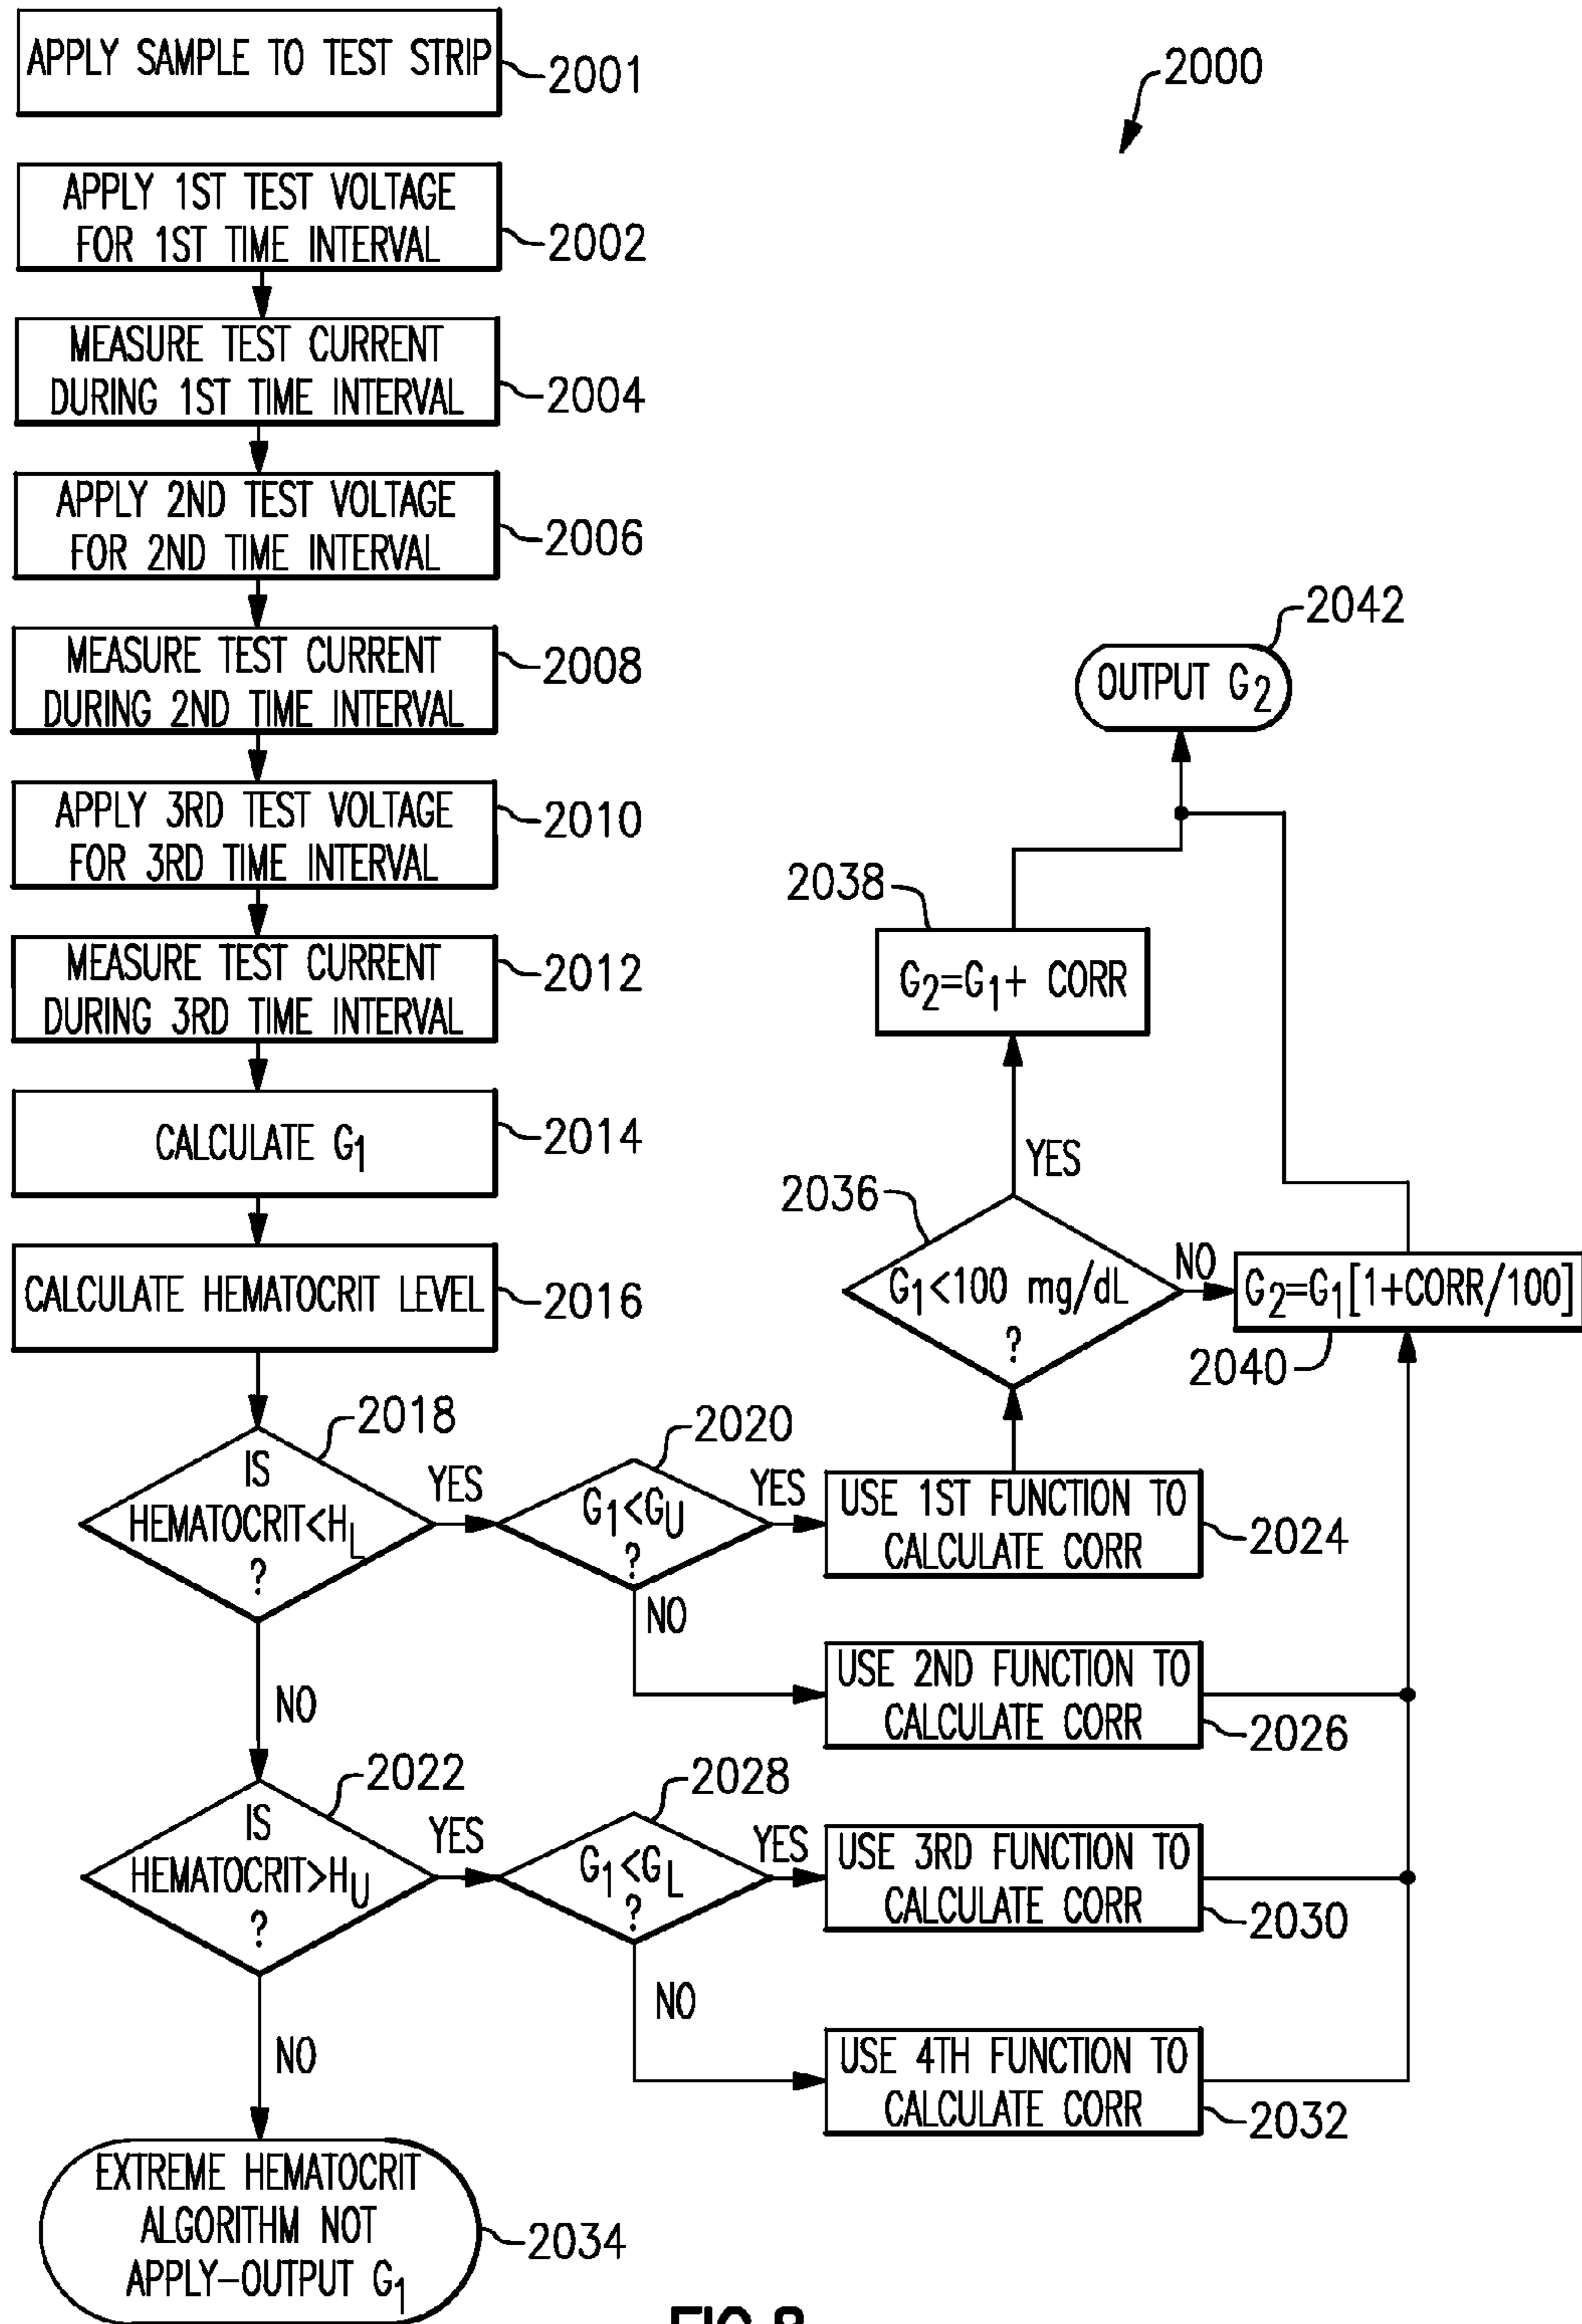 APPLY SAMPLE TO TEST STRIP
2001
2000
APPLY 1ST TEST VOLTAGE
FOR 1ST TIME INTERVAL
2002
MEASURE TEST CURRENT
DURING 1ST TIME INTERVAL
2004
APPLY 2ND TEST VOLTAGE
FOR 2ND TIME INTERVAL
2006
MEASURE TEST CURRENT
DURING 2ND TIME INTERVAL
2008
APPLY 3RD TEST VOLTAGE
FOR 3RD TIME INTERVAL
2010
MEASURE TEST CURRENT
DURING 3RD TIME INTERVAL
2012
CALCULATE G1
2014
CALCULATE HEMATOCRIT LEVEL
2016
IS
HEMATOCRIT<HL
?
2018
YES
NO
G1<GU
?
2020
YES
NO
USE 1ST FUNCTION TO
CALCULATE CORR
2024
USE 2ND FUNCTION TO
CALCULATE CORR
2026
IS
HEMATOCRIT>HU
?
2022
YES
NO
G1<GL
?
2028
YES
NO
USE 3RD FUNCTION TO
CALCULATE CORR
2030
USE 4TH FUNCTION TO
CALCULATE CORR
2032
EXTREME HEMATOCRIT
ALGORITHM NOT
APPLY-OUTPUT G1
2034
G1<100 mg/dL
?
2036
YES
NO
G2=G1+ CORR
2038
G2=G1[1+CORR/100]
2040
OUTPUT G2
2042